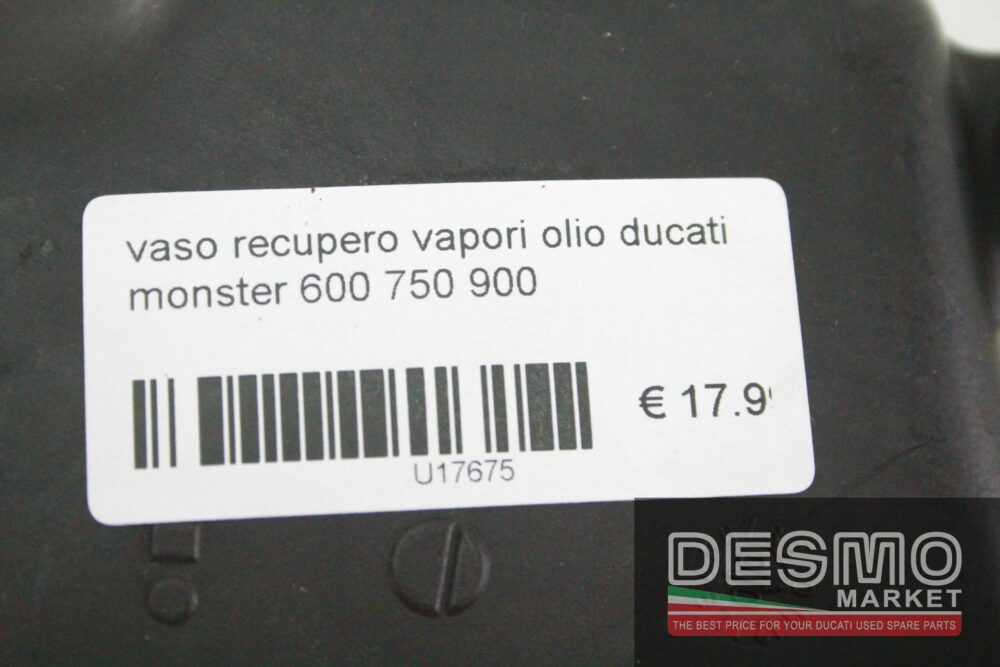 vaso recupero vapori olio ducati
monster 600 750 900
€ 17.9
U17675
DESMO
MARKET
THE BEST PRICE FOR YOUR DUCATI USED SPARE PARTS